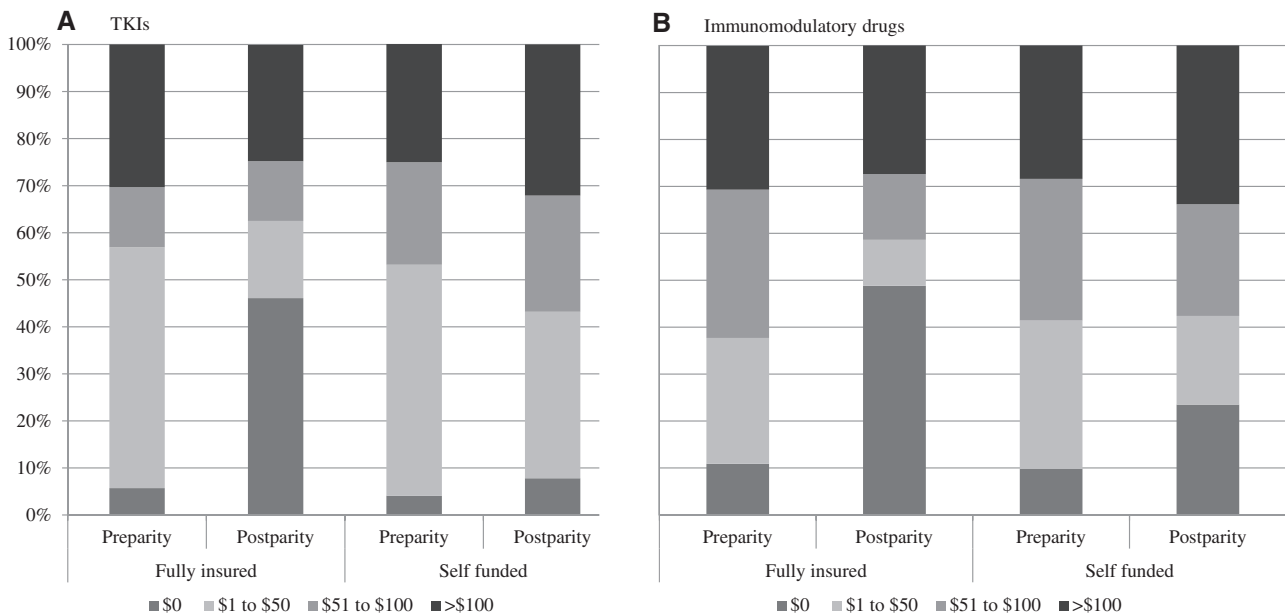 A TKIs
100%
90%
80%
70%
60%
50%
40%
30%
20%
10%
0%
Preparity Postparity Preparity Postparity
Fully insured Self funded
$0 $1 to $50 $51 to $100 >$100
B Immunomodulatory drugs
Preparity Postparity Preparity Postparity
Fully insured Self funded
$0 $1 to $50 $51 to $100 >$100